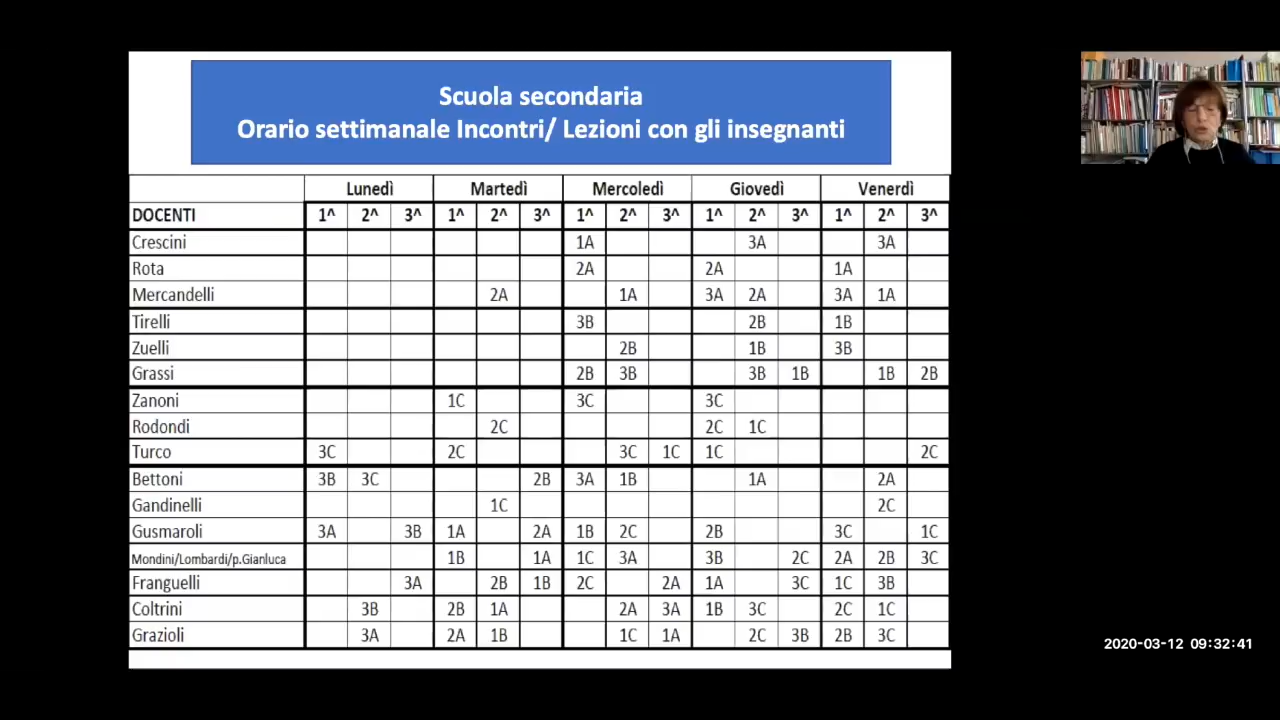 Scuola secondaria
Orario settimanale Incontri/ Lezioni con gli insegnanti
Lunedì Martedì Mercoledì Giovedì Venerdì
DOCENTI 1^ 2^ 3^ 1^ 2^ 3^ 1^ 2^ 3^ 1^ 2^ 3^ 1^ 2^ 3^
Crescini 1A 3A 3A
Rota 2A 2A 1A
Mercandelli 2A 1A 3A 2A 3A 1A
Tirelli 3B 2B 1B
Zuelli 2B 1B 3B
Grassi 2B 3B 3B 1B 1B 2B
Zanoni 1C 3C 3C
Rodondi 2C 2C 1C
Turco 3C 2C 3C 1C 1C 2C
Bettoni 3B 3C 2B 3A 1B 1A 2A
Gandinelli 1C 2C
Gusmaroli 3A 3B 1A 2A 1B 2C 2B 3C 1C
Mondini/Lombardi/p.Gianluca 1B 1A 1C 3A 3B 2C 2A 2B 3C
Franguelli 3A 2B 1B 2C 2A 1A 3C 1C 3B
Coltrini 3B 2B 1A 2A 3A 1B 3C 2C 1C
Grazioli 3A 2A 1B 1C 1A 2C 3B 2B 3C
2020-03-12 09:32:41